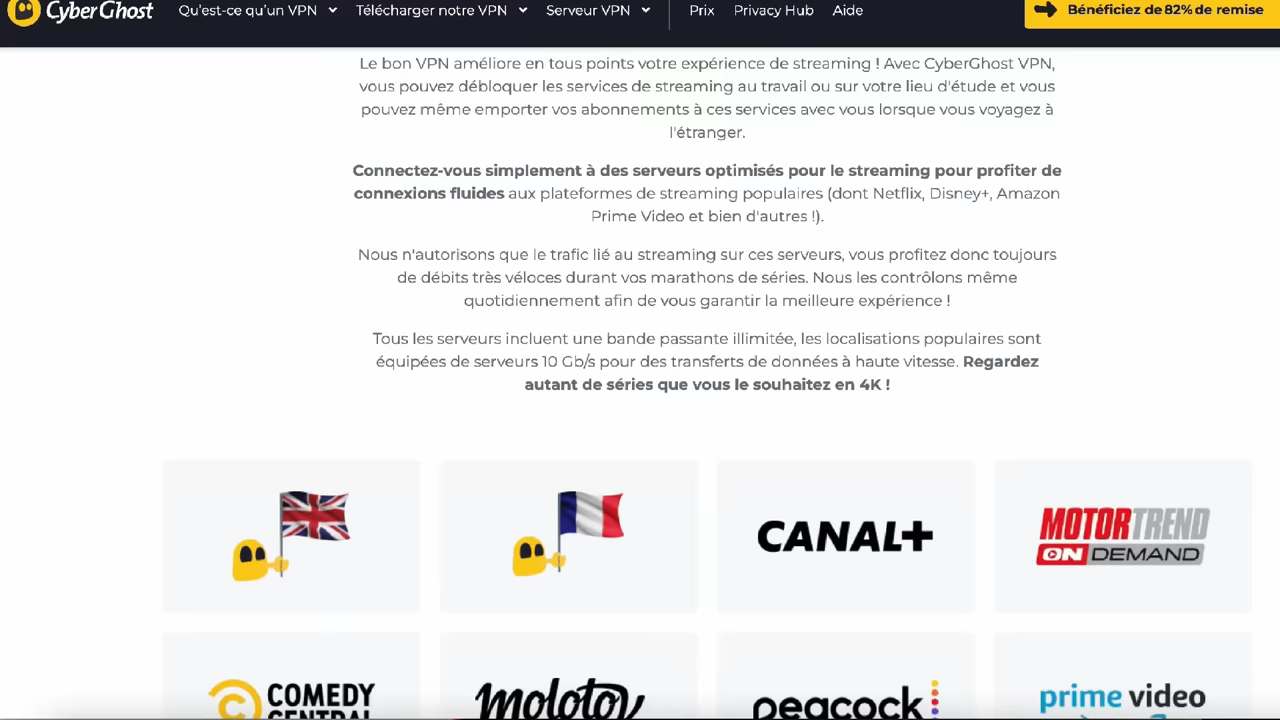 CyberGhost Qu'est-ce qu'un VPN Télécharger notre VPN Serveur VPN Prix Privacy Hub Aide Bénéficiez de 82% de remise
Le bon VPN améliore en tous points votre expérience de streaming ! Avec CyberGhost VPN,
vous pouvez débloquer les services de streaming au travail ou sur votre lieu d'étude et vous
pouvez même emporter vos abonnements à ces services avec vous lorsque vous voyagez à
l'étranger.
Connectez-vous simplement à des serveurs optimisés pour le streaming pour profiter de
connexions fluides aux plateformes de streaming populaires (dont Netflix, Disney+, Amazon
Prime Video et bien d'autres !).
Nous n'autorisons que le trafic lié au streaming sur ces serveurs, vous profitez donc toujours
de débits très véloces durant vos marathons de séries. Nous les contrôlons même
quotidiennement afin de vous garantir la meilleure expérience !
Tous les serveurs incluent une bande passante illimitée, les localisations populaires sont
équipées de serveurs 10 Gb/s pour des transferts de données à haute vitesse. Regardez
autant de séries que vous le souhaitez en 4K !
CANAL+
MOTORTREND
ON DEMAND
COMEDY
CENTRAL
molotov
peacock
prime video